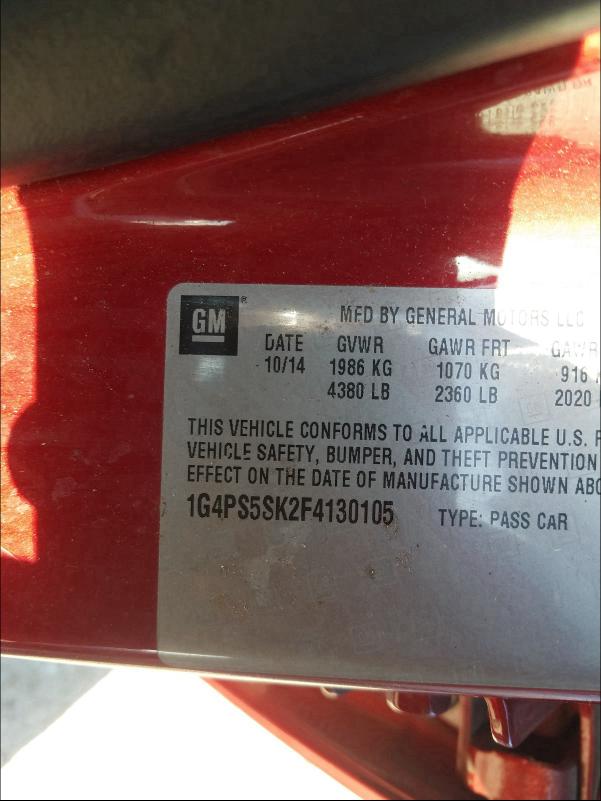 GM ®
MFD BY GENERAL MOTORS LLC
DATE GVWR GAWR FRT GAWR
10/14 1986 KG 1070 KG 916
4380 LB 2360 LB 2020
THIS VEHICLE CONFORMS TO ALL APPLICABLE U.S. F
VEHICLE SAFETY, BUMPER, AND THEFT PREVENTION
EFFECT ON THE DATE OF MANUFACTURE SHOWN ABO
1G4PS5SK2F4130105 TYPE: PASS CAR